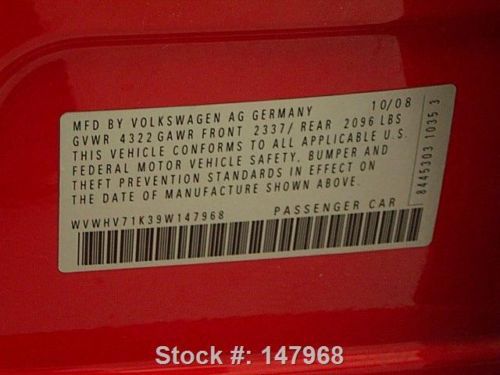 MFD BY VOLKSWAGEN AG GERMANY 10/08
GVWR 4322 GAWR FRONT 2337/ REAR 2096 LBS
THIS VEHICLE CONFORMS TO ALL APPLICABLE U.S.
FEDERAL MOTOR VEHICLE SAFETY, BUMPER AND
THEFT PREVENTION STANDARDS IN EFFECT ON
THE DATE OF MANUFACTURE SHOWN ABOVE.
WVWHV71K39W147968 PASSENGER CAR
8445303 1035 3
Stock #: 147968